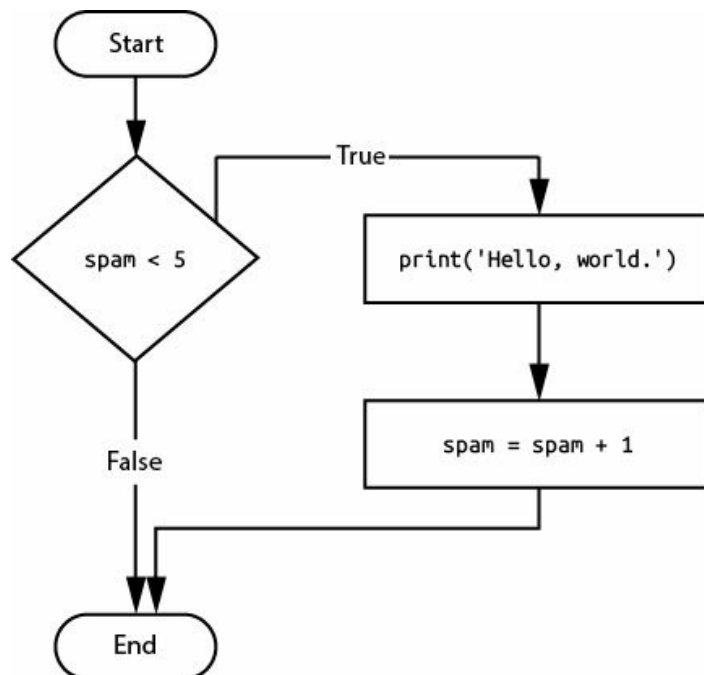 Start
True
spam < 5
print('Hello, world.')
spam = spam + 1
False
End